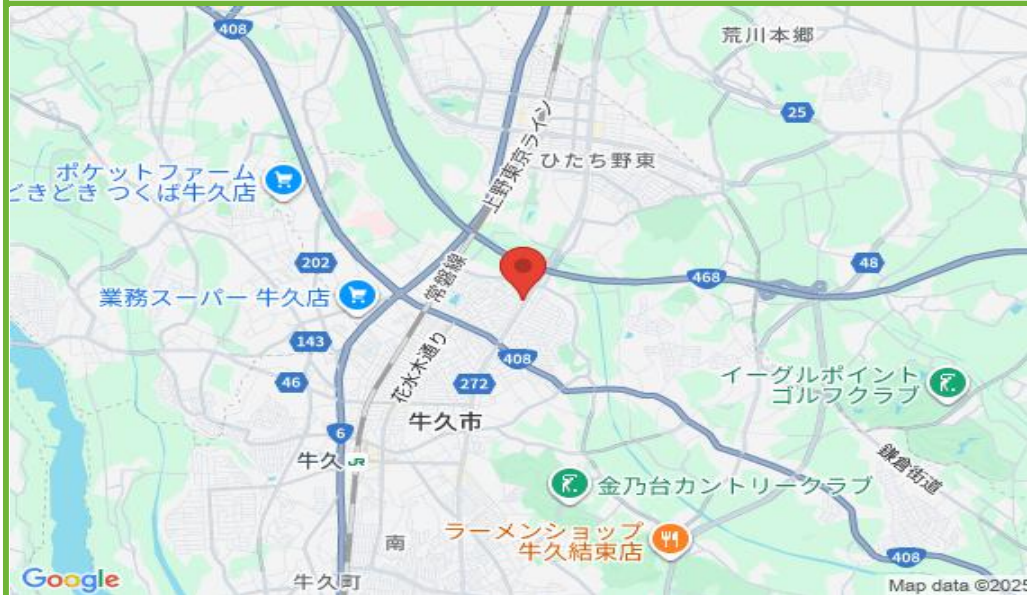 408
荒川本郷
25
上野東京ライン
ひたち野東
ポケットファーム
どきどき つくば牛久店
202
常磐線
468
48
業務スーパー 牛久店
143
花水木通り
408
46
272
イーグルポイント
ゴルフクラブ
牛久市
6
牛久 JR
鎌倉街道
金乃台カントリークラブ
ラーメンショップ
牛久結束店
南
408
牛久町
Google
Map data ©2025